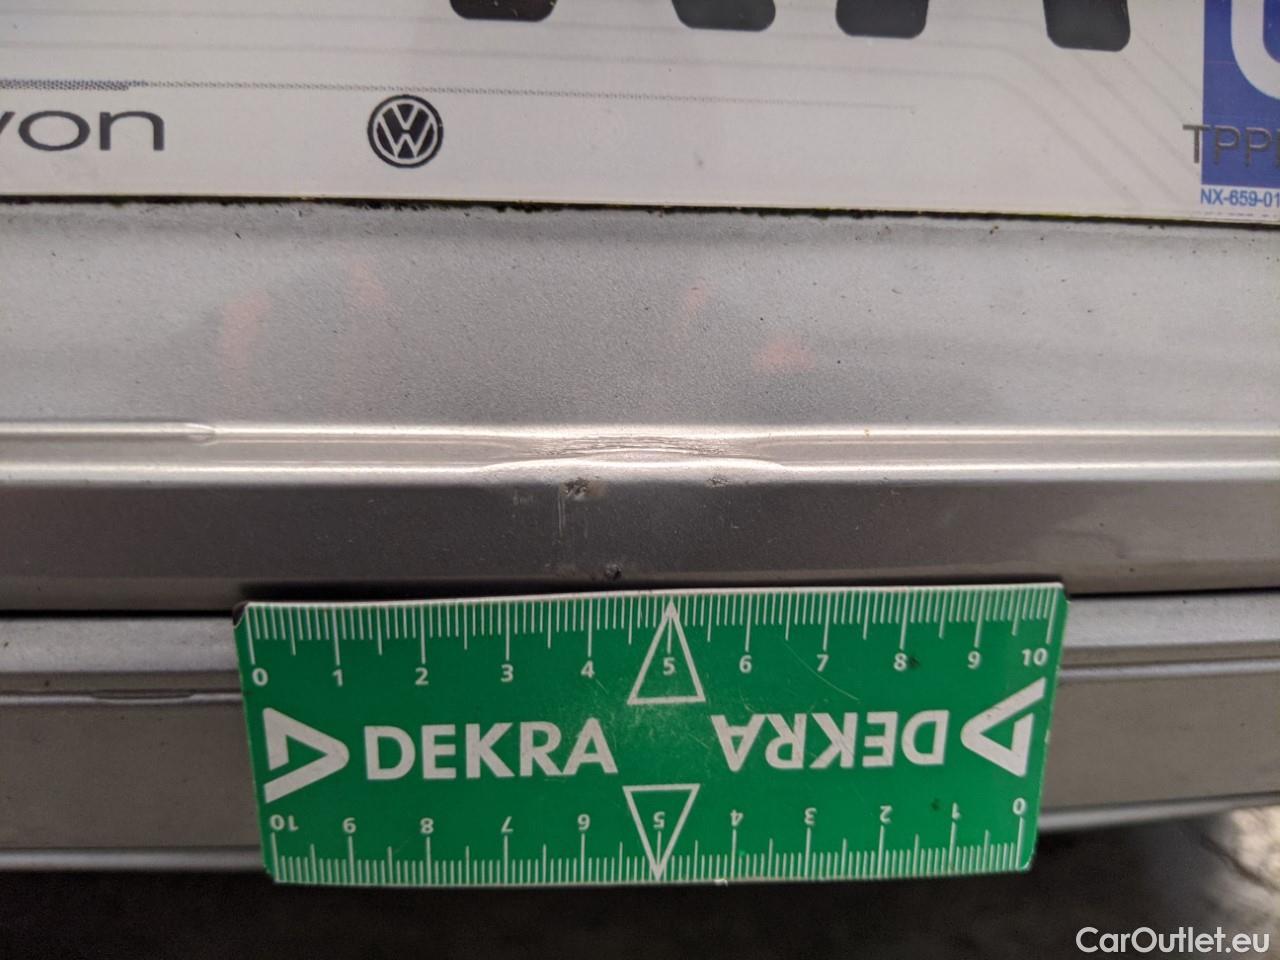 von
TPP
NX-659-01
0 1 2 3 4 5 6 7 8 9 10
DEKRA DEKRA
10 9 8 7 6 5 4 3 2 1 0
CarOutlet.eu